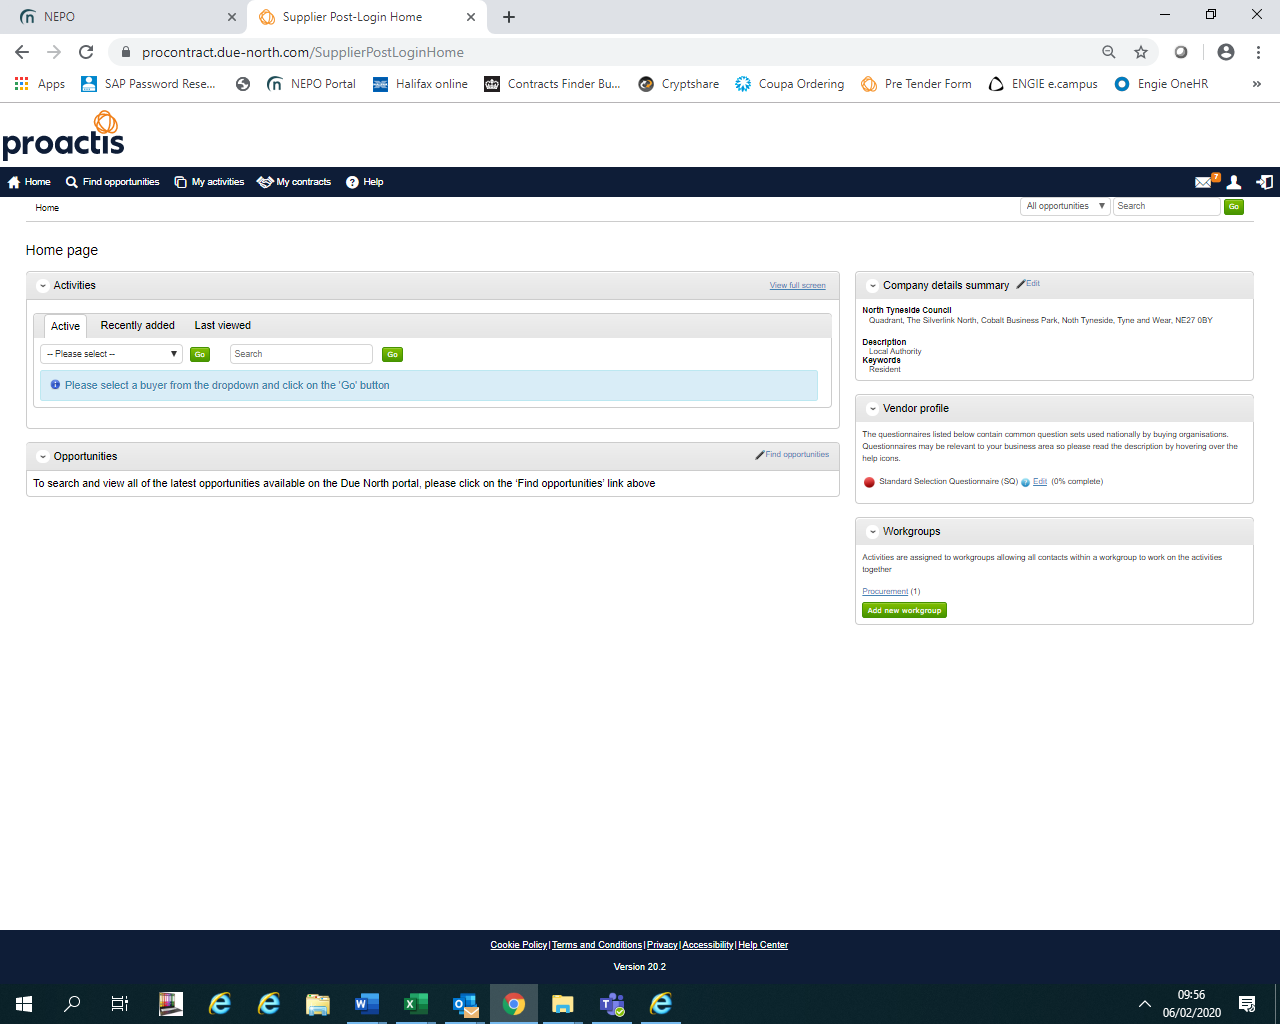 NEPO
Supplier Post-Login Home
procontract.due-north.com/SupplierPostLoginHome
Apps
SAP Password Rese...
NEPO Portal
Halifax online
Contracts Finder Bu...
Cryptshare
Coupa Ordering
Pre Tender Form
ENGIE e.campus
Engie OneHR
»
proactis
Home
Find opportunities
My activities
My contracts
Help
7
Home
All opportunities
Search
Go
Home page
Activities
View full screen
Active
Recently added
Last viewed
-- Please select --
Go
Search
Go
Please select a buyer from the dropdown and click on the 'Go' button
Opportunities
Find opportunities
To search and view all of the latest opportunities available on the Due North portal, please click on the 'Find opportunities' link above
Company details summary
Edit
North Tyneside Council
Quadrant, The Silverlink North, Cobalt Business Park, Noth Tyneside, Tyne and Wear, NE27 0BY
Description
Local Authority
Keywords
Resident
Vendor profile
The questionnaires listed below contain common question sets used nationally by buying organisations.
Questionnaires may be relevant to your business area so please read the description by hovering over the
help icons.
Standard Selection Questionnaire (SQ) Edit (0% complete)
Workgroups
Activities are assigned to workgroups allowing all contacts within a workgroup to work on the activities
together
Procurement (1)
Add new workgroup
Cookie Policy|Terms and Conditions|Privacy|Accessibility|Help Center
Version 20.2
09:56
06/02/2020